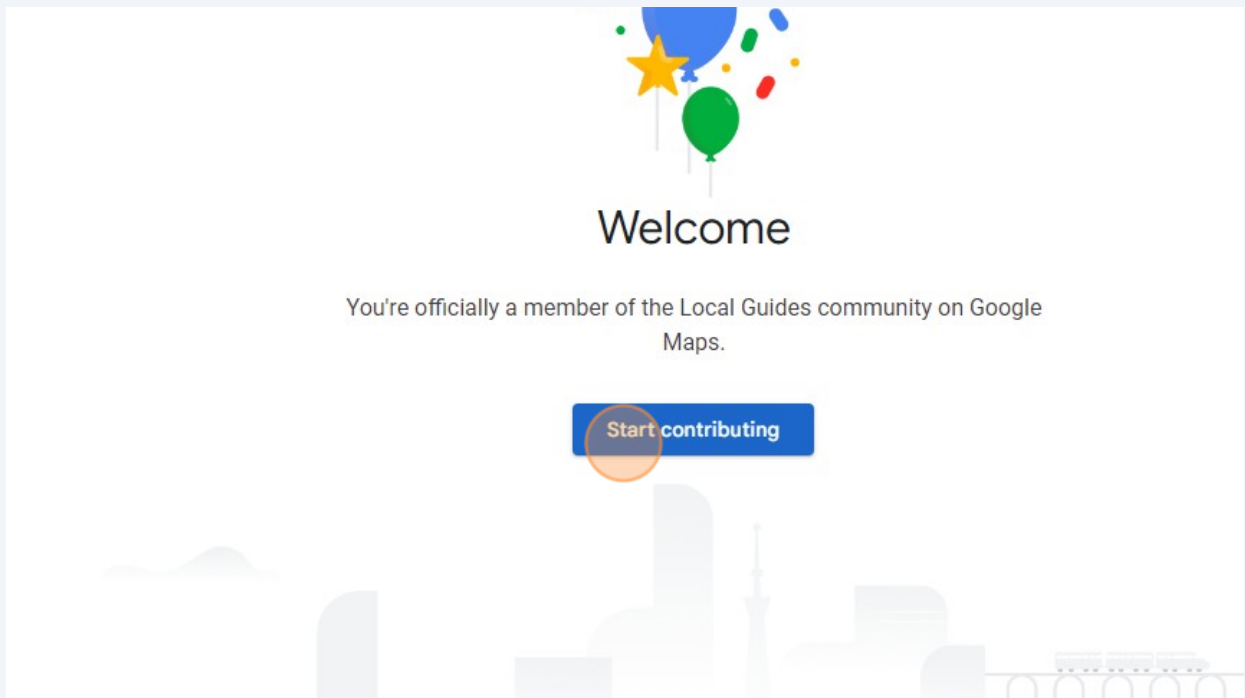 Welcome
You're officially a member of the Local Guides community on Google
Maps.
Start contributing